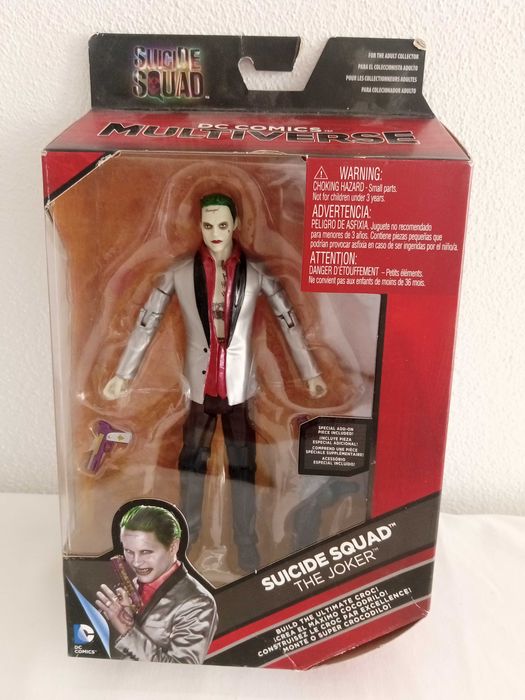 SUICIDE
SQUAD
FOR THE ADULT COLLECTOR
PARA EL COLECCIONISTA ADULTO
POUR LES COLLECTIONNEURS ADULTES
PARA COLECIONADOR ADULTO
DC COMICS™
MULTIVERSE
WARNING:
CHOKING HAZARD - Small parts.
Not for children under 3 years.
ADVERTENCIA:
PELIGRO DE ASFIXIA. Juguete no recomendado
para menores de 3 años. Contiene piezas pequeñas que
podrían provocar asfixia en caso de ser ingeridas por el niño/a.
ATTENTION:
DANGER D'ÉTOUFFEMENT – Petits éléments.
Ne convient pas aux enfants de moins de 36 mois.
SPECIAL ADD-ON
PIECE INCLUDED!
¡INCLUYE PIEZA
ESPECIAL ADICIONAL!
COMPREND UNE PIÈCE
SPÉCIALE SUPPLÉMENTAIRE!
ACESSÓRIO
ESPECIAL INCLUÍDO!
SUICIDE SQUAD™
THE JOKER™
BUILD THE ULTIMATE CROC!
¡CREA EL MÁXIMO COCODRILO!
CONSTRUISEZ LE CROC PAR EXCELLENCE!
MONTE O SUPER CROCODILO!
DC
DC COMICS™